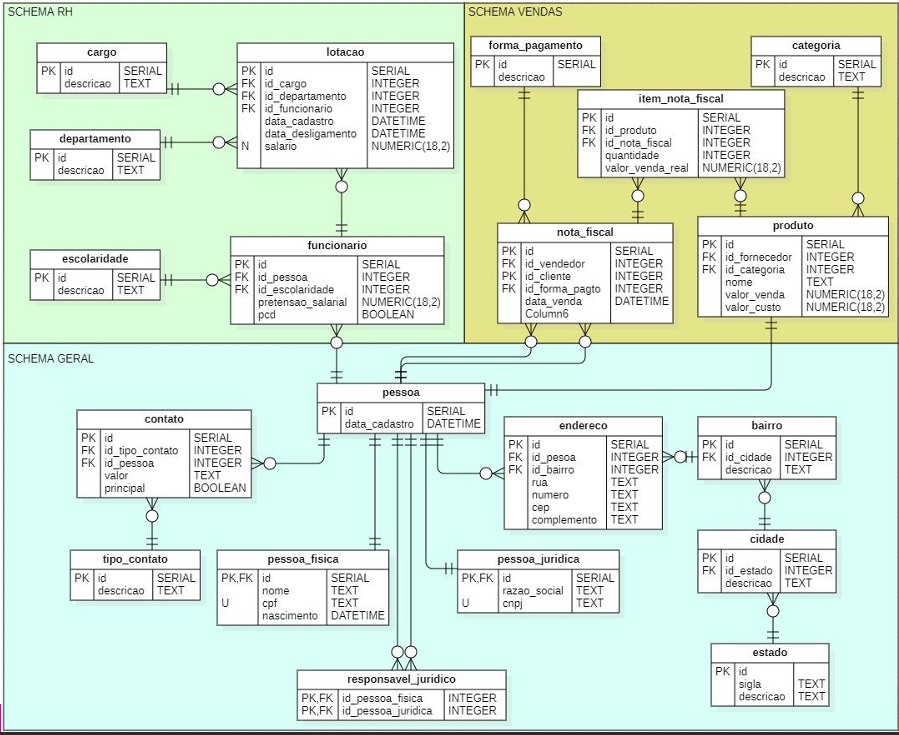 SCHEMA RH
cargo
PK id SERIAL
descricao TEXT
lotacao
PK id SERIAL
FK id_cargo INTEGER
FK id_departamento INTEGER
FK id_funcionario INTEGER
data_cadastro DATETIME
data_desligamento DATETIME
N salario NUMERIC(18,2)
departamento
PK id SERIAL
descricao TEXT
escolaridade
PK id SERIAL
descricao TEXT
funcionario
PK id SERIAL
FK id_pessoa INTEGER
FK id_escolaridade INTEGER
pretensao_salarial NUMERIC(18,2)
pcd BOOLEAN
SCHEMA VENDAS
forma_pagamento
PK id SERIAL
descricao
categoria
PK id SERIAL
descricao TEXT
item_nota_fiscal
PK id SERIAL
FK id_produto INTEGER
FK id_nota_fiscal INTEGER
quantidade INTEGER
valor_venda_real NUMERIC(18,2)
nota_fiscal
PK id SERIAL
FK id_vendedor INTEGER
FK id_cliente INTEGER
FK id_forma_pagto INTEGER
data_venda DATETIME
Column6
produto
PK id SERIAL
FK id_fornecedor INTEGER
FK id_categoria INTEGER
nome TEXT
valor_venda NUMERIC(18,2)
valor_custo NUMERIC(18,2)
SCHEMA GERAL
pessoa
PK id SERIAL
data_cadastro DATETIME
contato
PK id SERIAL
FK id_tipo_contato INTEGER
FK id_pessoa INTEGER
valor TEXT
principal BOOLEAN
endereco
PK id SERIAL
FK id_pesoa INTEGER
FK id_bairro INTEGER
rua TEXT
numero TEXT
cep TEXT
complemento TEXT
bairro
PK id SERIAL
FK id_cidade INTEGER
descricao TEXT
tipo_contato
PK id SERIAL
descricao TEXT
pessoa_fisica
PK,FK id SERIAL
nome TEXT
U cpf TEXT
nascimento DATETIME
pessoa_juridica
PK,FK id SERIAL
razao_social TEXT
U cnpj TEXT
cidade
PK id SERIAL
FK id_estado INTEGER
descricao TEXT
responsavel_juridico
PK,FK id_pessoa_fisica INTEGER
PK,FK id_pessoa_juridica INTEGER
estado
PK id
sigla TEXT
descricao TEXT